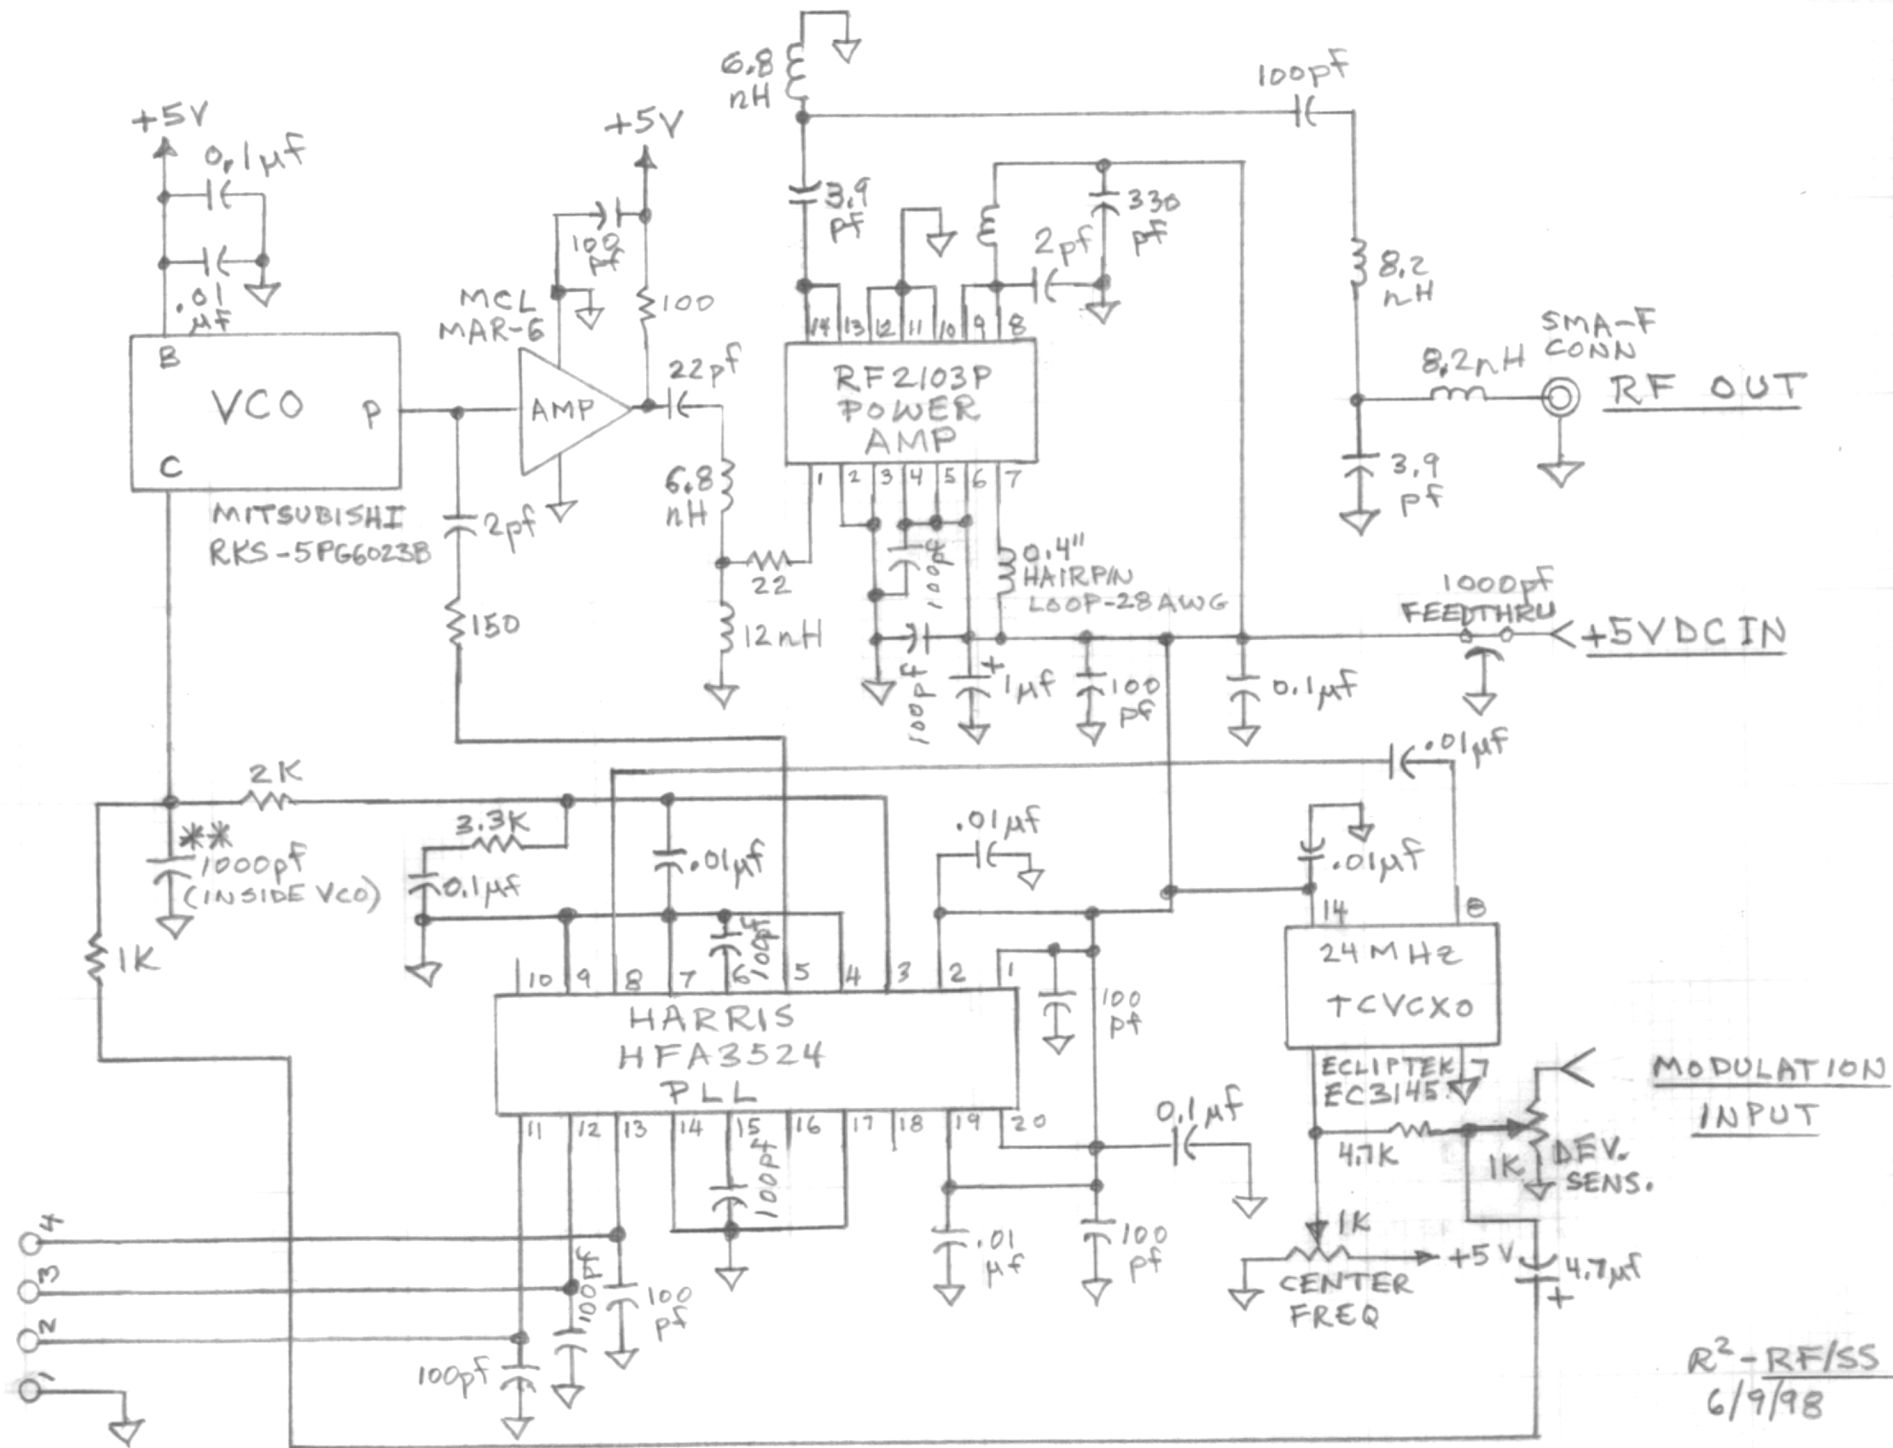 6.8
nH
100pf
+5V
0.1µf
+5V
3.9
pf
330
pf
2pf
100
pf
8.2
nH
.01
µf
MCL
MAR-6
100
SMA-F
CONN
8.2nH
RF OUT
B
VCO
P
C
AMP
22pf
14 13 12 11 10 9 8
RF2103P
POWER
AMP
1 2 3 4 5 6 7
3.9
pf
MITSUBISHI
RKS-5PG6023B
2pf
6.8
nH
22
100pf
0.4"
HAIRPIN
LOOP-28AWG
1000pf
FEEDTHRU
+5VDC IN
150
12nH
100pf
+
1µf
100
pf
0.1µf
.01µf
2K
**
1000pf
(INSIDE VCO)
3.3K
0.1µf
.01µf
.01µf
.01µf
1K
100pf
10 9 8 7 6 5 4 3 2 1
HARRIS
HFA3524
PLL
11 12 13 14 15 16 17 18 19 20
100
pf
14
8
24MHz
TCVCXO
ECLIPTEK
EC3145
7
MODULATION
INPUT
0.1µf
4.7K
1K
DEV.
SENS.
100pf
4
3
2
1
100pf
100
pf
100pf
.01
µf
100
pf
1K
+5V
CENTER
FREQ
4.7µf
+
R²-RF/SS
6/9/98